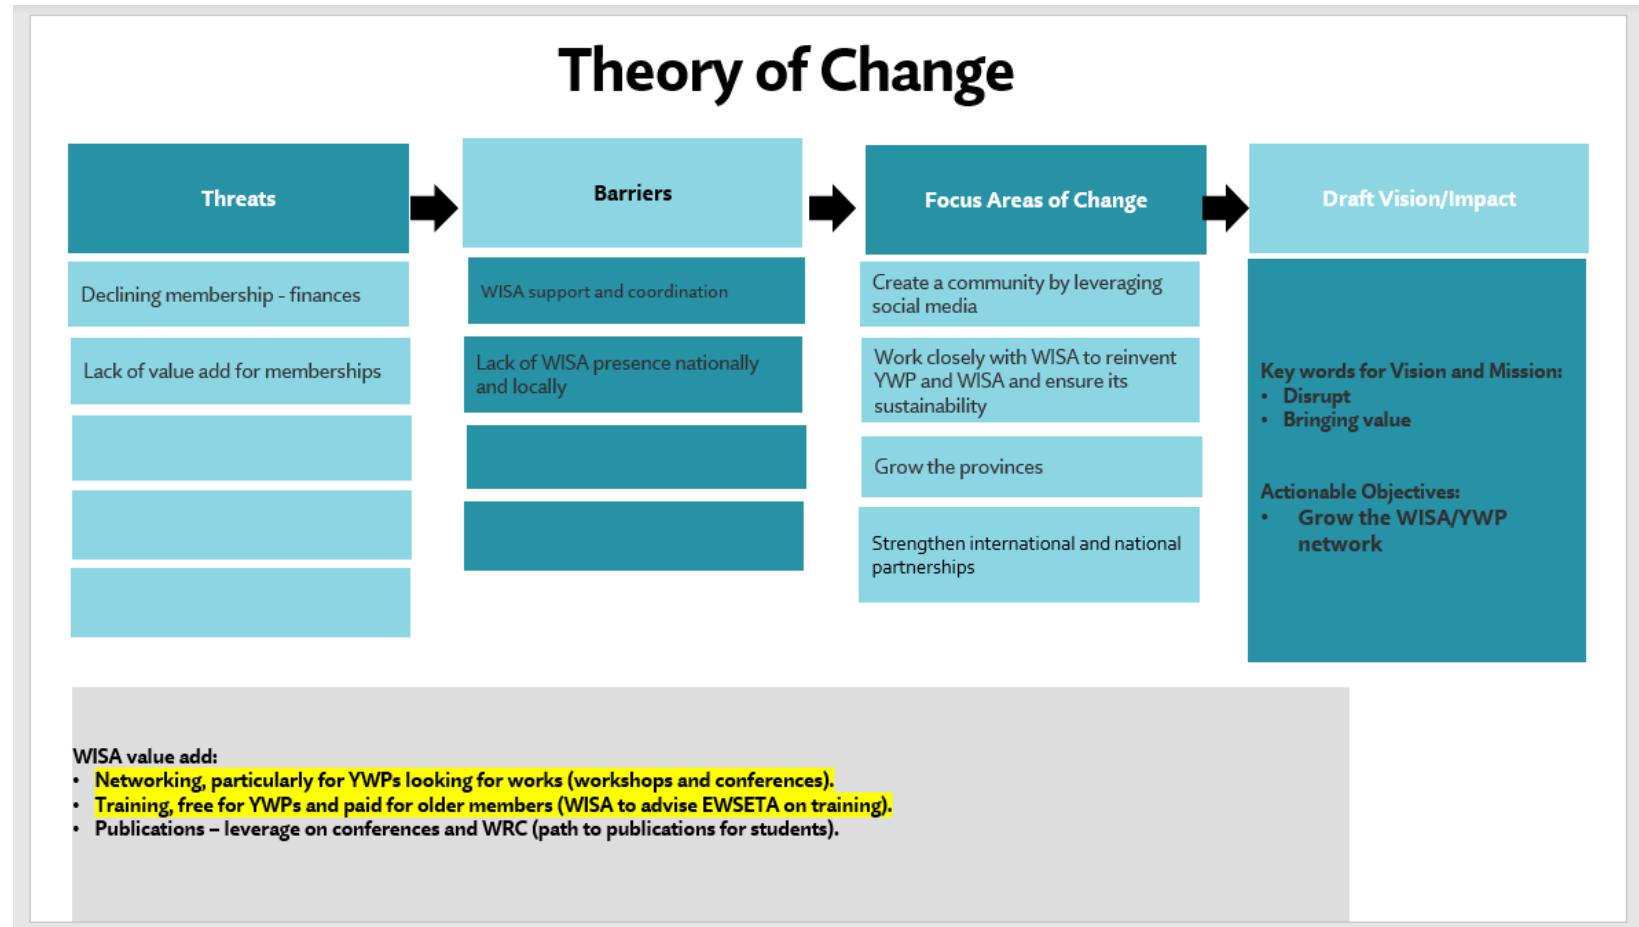 Theory of Change
Threats
Barriers
Focus Areas of Change
Draft Vision/Impact
Declining membership - finances
Lack of value add for memberships
WISA support and coordination
Lack of WISA presence nationally
and locally
Create a community by leveraging
social media
Work closely with WISA to reinvent
YWP and WISA and ensure its
sustainability
Grow the provinces
Strengthen international and national
partnerships
Key words for Vision and Mission:
• Disrupt
• Bringing value
Actionable Objectives:
• Grow the WISA/YWP
network
WISA value add:
• Networking, particularly for YWPs looking for works (workshops and conferences).
• Training, free for YWPs and paid for older members (WISA to advise EWSETA on training).
• Publications – leverage on conferences and WRC (path to publications for students).